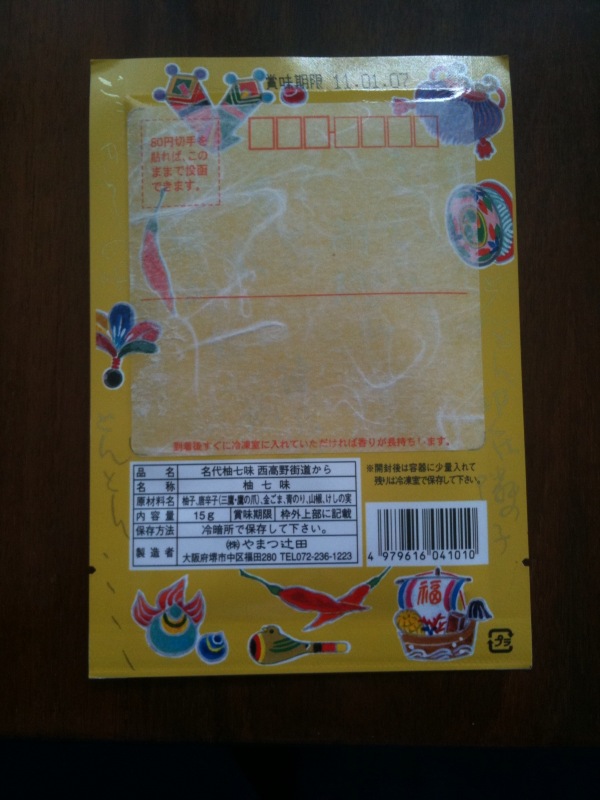 賞味期限 11.01.07
80円切手を
貼れば、この
ままで投函
できます。
到着後すぐに冷凍室に入れていただければ香りが長持ちします。
品名 名代柚七味 西高野街道から
名称 柚七味
原材料名 柚子、唐辛子(三鷹・鷹の爪)、金ごま、青のり、山椒、けしの実
内容量 15g 賞味期限 枠外上部に記載
保存方法 冷暗所で保存して下さい。
製造者 ㈱やまつ辻田
大阪府堺市中区福田280 TEL072-236-1223
※開封後は容器に少量入れて
残りは冷凍室で保存して下さい。
4 979616 041010
福
プラ